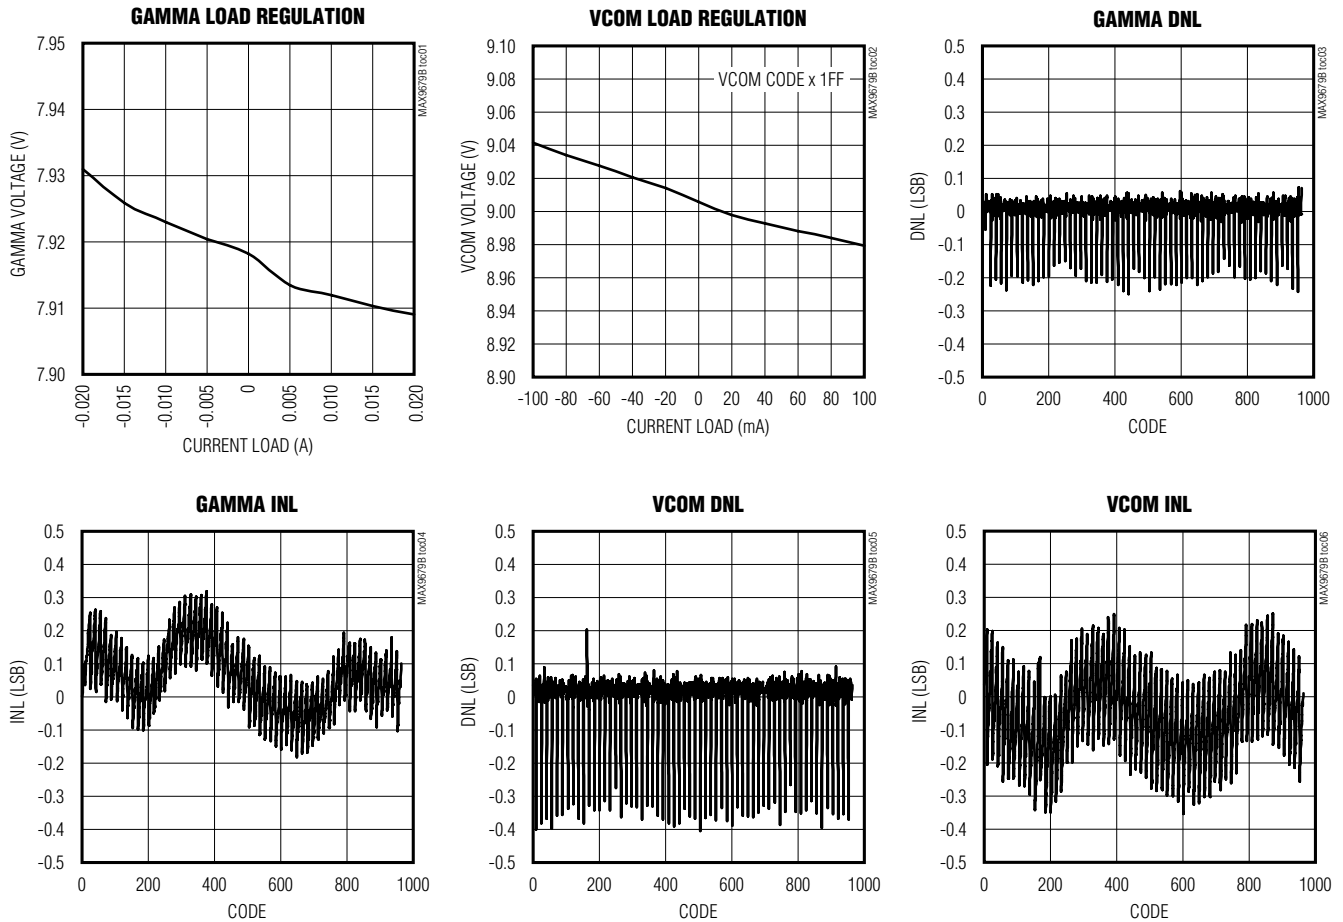 GAMMA LOAD REGULATION
7.95
7.94
7.93
7.92
7.91
7.90
GAMMA VOLTAGE (V)
-0.020
-0.015
-0.010
-0.005
0
0.005
0.010
0.015
0.020
CURRENT LOAD (A)
MAX9679B toc01
VCOM LOAD REGULATION
9.10
9.08
9.06
9.04
9.02
9.00
8.98
8.96
8.94
8.92
8.90
VCOM VOLTAGE (V)
VCOM CODE x 1FF
-100 -80 -60 -40 -20 0 20 40 60 80 100
CURRENT LOAD (mA)
MAX9679B toc02
GAMMA DNL
0.5
0.4
0.3
0.2
0.1
0
-0.1
-0.2
-0.3
-0.4
-0.5
DNL (LSB)
0 200 400 600 800 1000
CODE
MAX9679B toc03
GAMMA INL
0.5
0.4
0.3
0.2
0.1
0
-0.1
-0.2
-0.3
-0.4
-0.5
INL (LSB)
0 200 400 600 800 1000
CODE
MAX9679B toc04
VCOM DNL
0.5
0.4
0.3
0.2
0.1
0
-0.1
-0.2
-0.3
-0.4
-0.5
DNL (LSB)
0 200 400 600 800 1000
CODE
MAX9679B toc05
VCOM INL
0.5
0.4
0.3
0.2
0.1
0
-0.1
-0.2
-0.3
-0.4
-0.5
INL (LSB)
0 200 400 600 800 1000
CODE
MAX9679B toc06